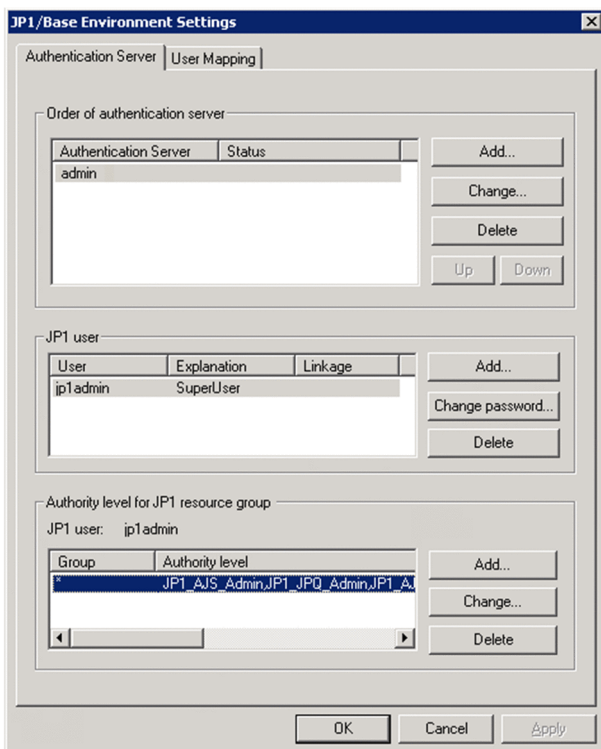 JP1/Base Environment Settings
Authentication Server User Mapping
Order of authentication server
Authentication Server Status
admin
Add...
Change...
Delete
Up Down
JP1 user
User Explanation Linkage
jp1admin SuperUser
Add...
Change password...
Delete
Authority level for JP1 resource group
JP1 user: jp1admin
Group Authority level
* JP1_AJS_Admin,JP1_JPQ_Admin,JP1_AJ
Add...
Change...
Delete
OK Cancel Apply